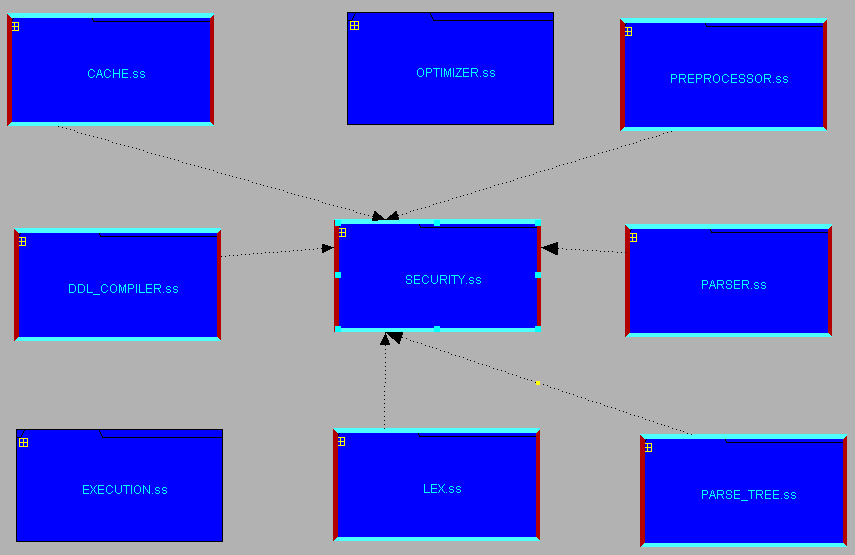 CACHE.ss
OPTIMIZER.ss
PREPROCESSOR.ss
DDL_COMPILER.ss
SECURITY.ss
PARSER.ss
EXECUTION.ss
LEX.ss
PARSE_TREE.ss